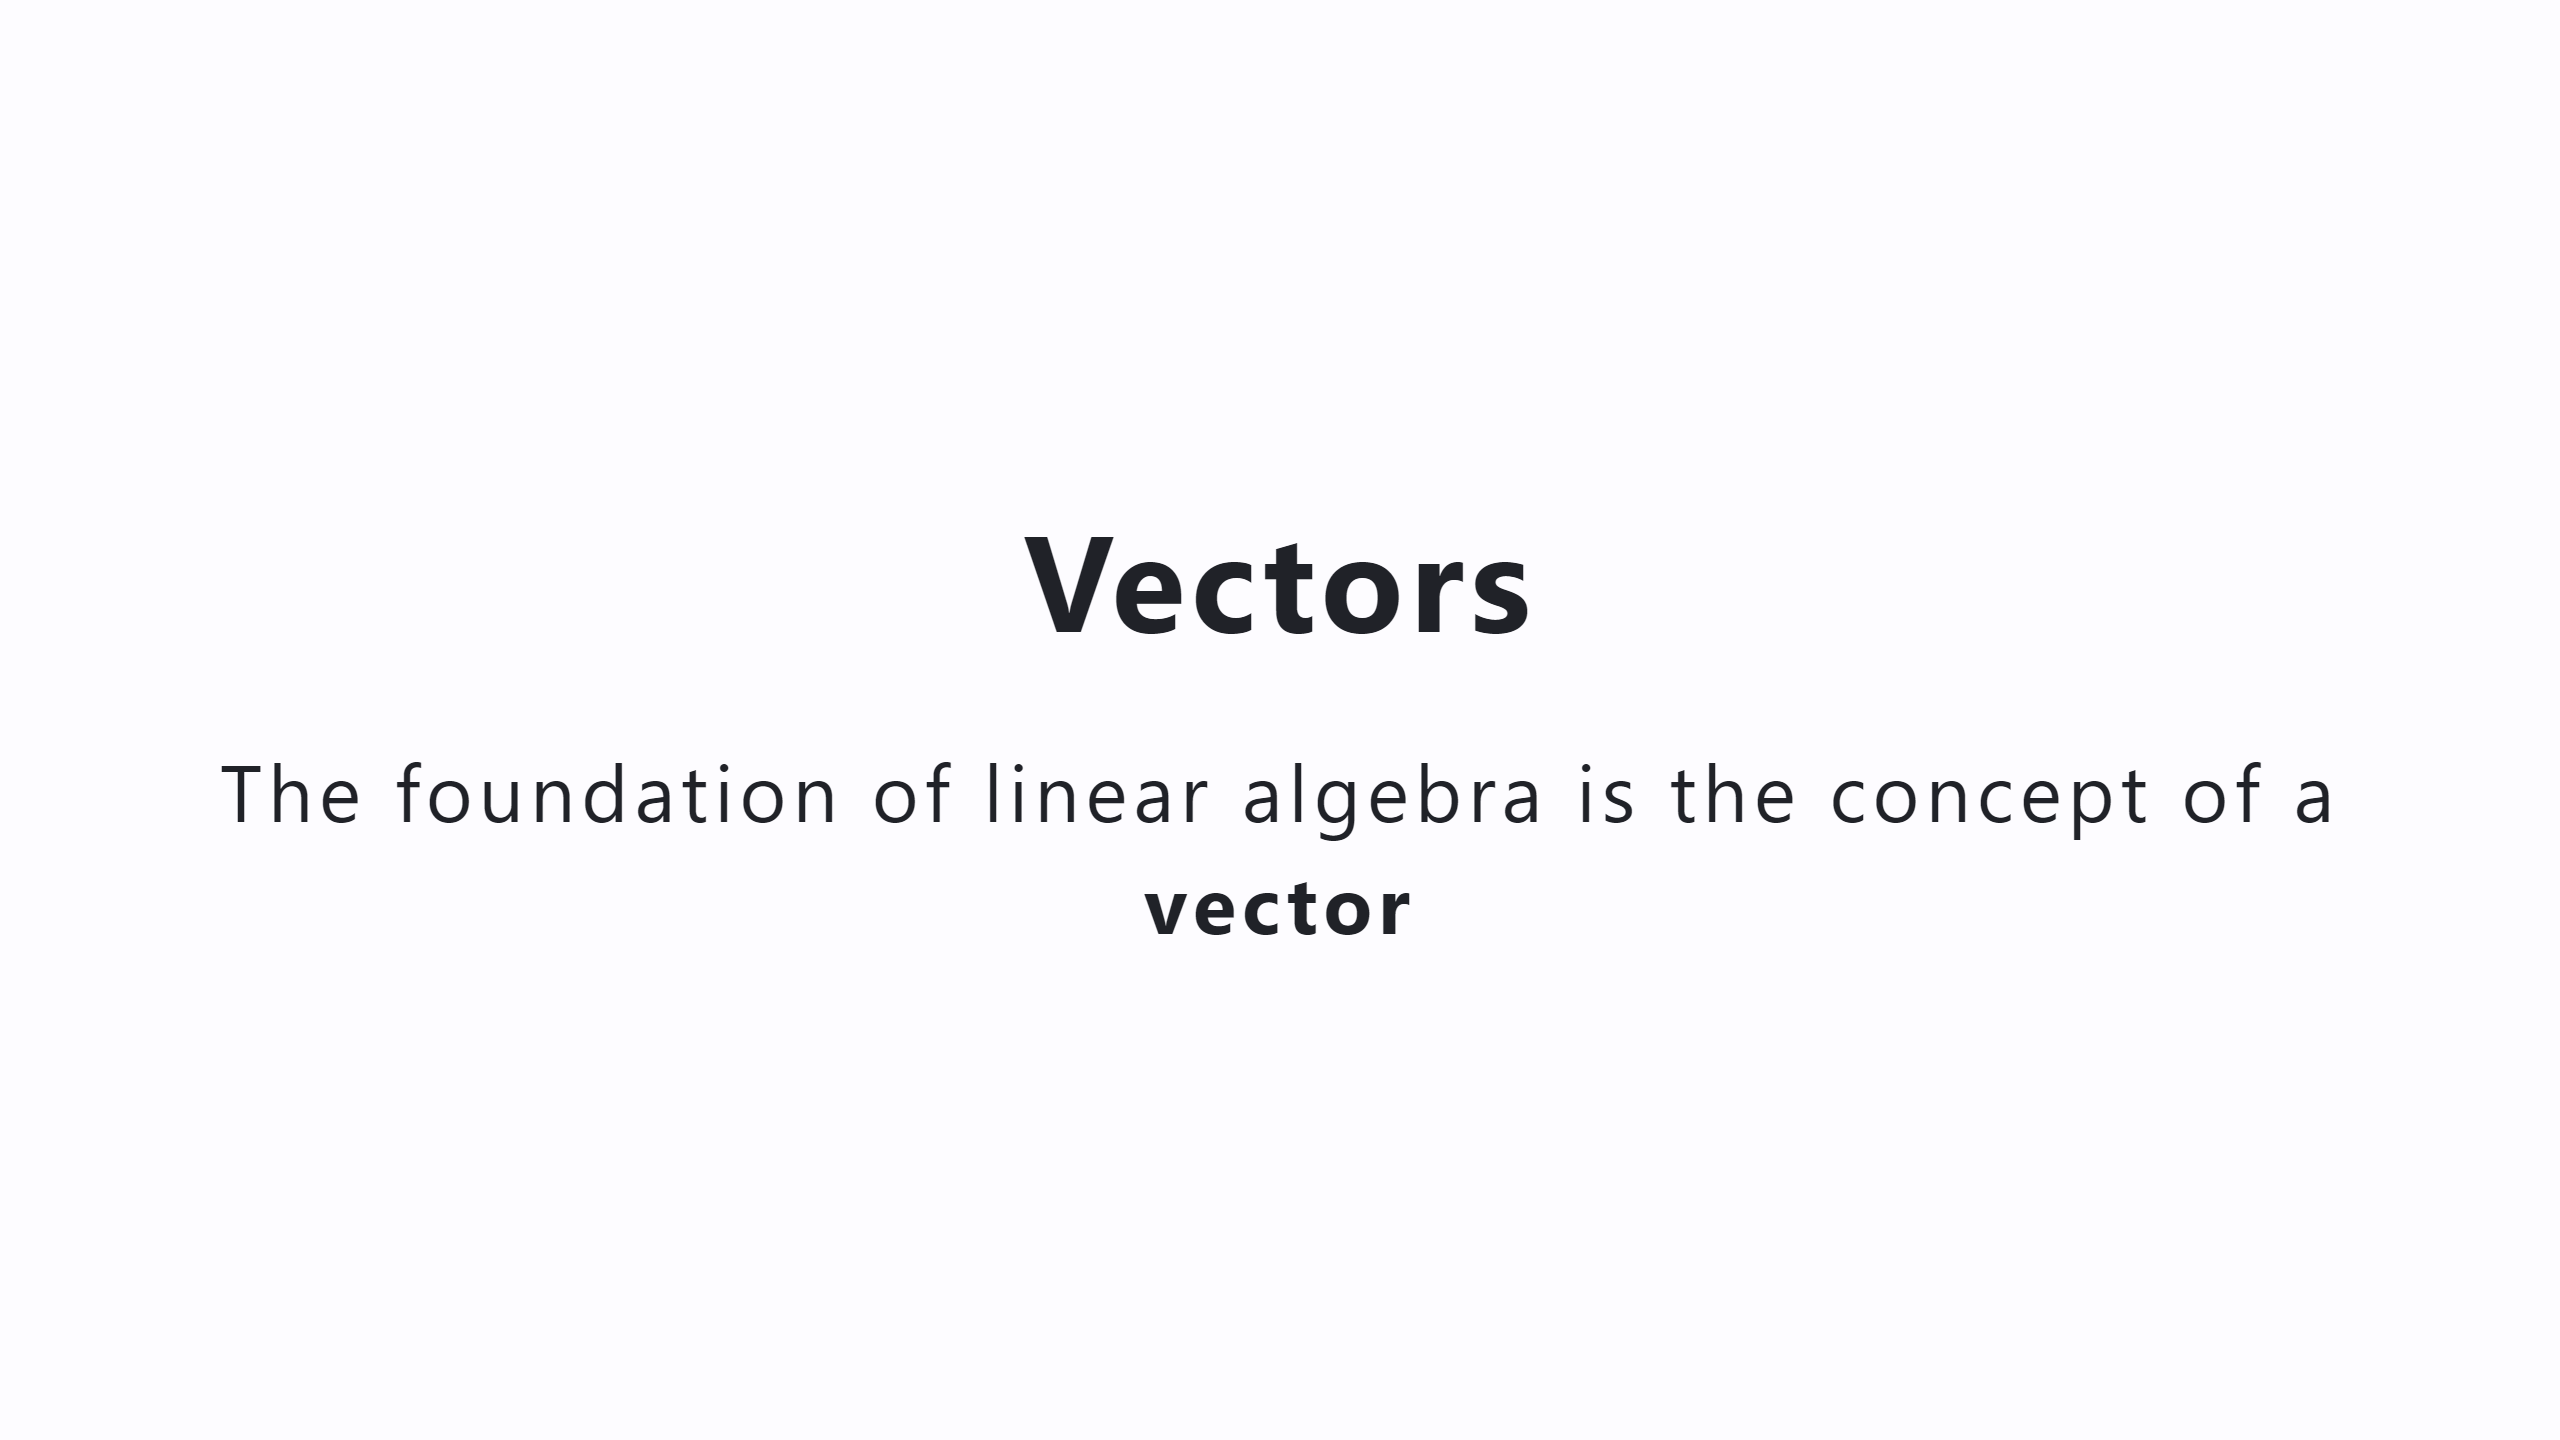 Vectors
The foundation of linear algebra is the concept of a
vector